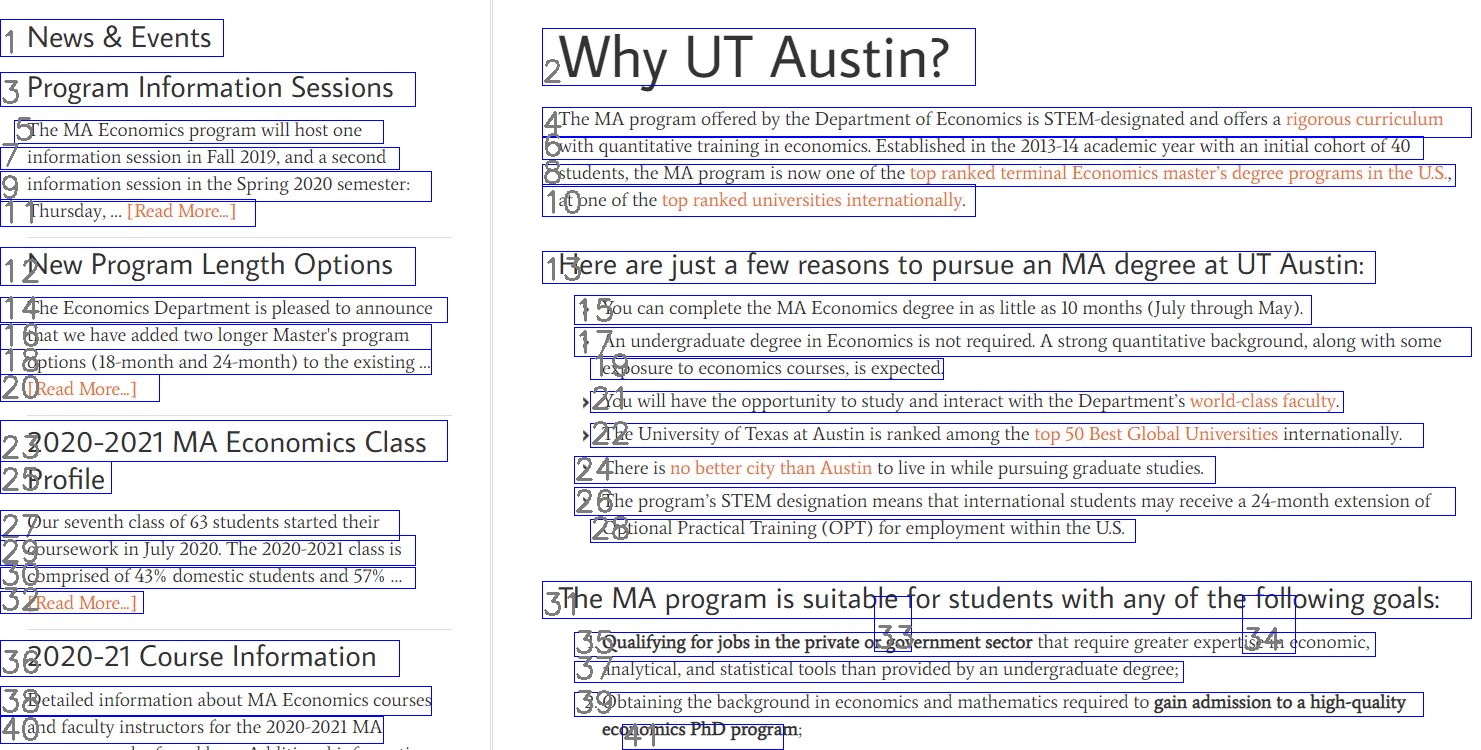 News & Events
Program Information Sessions
The MA Economics program will host one
information session in Fall 2019, and a second
information session in the Spring 2020 semester:
Thursday, ... [Read More...]
New Program Length Options
The Economics Department is pleased to announce
that we have added two longer Master's program
options (18-month and 24-month) to the existing ...
[Read More...]
2020-2021 MA Economics Class
Profile
Our seventh class of 63 students started their
coursework in July 2020. The 2020-2021 class is
comprised of 43% domestic students and 57% ...
[Read More...]
2020-21 Course Information
Detailed information about MA Economics courses
and faculty instructors for the 2020-2021 MA
Why UT Austin?
The MA program offered by the Department of Economics is STEM-designated and offers a rigorous curriculum
with quantitative training in economics. Established in the 2013-14 academic year with an initial cohort of 40
students, the MA program is now one of the top ranked terminal Economics master's degree programs in the U.S.,
at one of the top ranked universities internationally.
Here are just a few reasons to pursue an MA degree at UT Austin:
You can complete the MA Economics degree in as little as 10 months (July through May).
An undergraduate degree in Economics is not required. A strong quantitative background, along with some
exposure to economics courses, is expected.
› You will have the opportunity to study and interact with the Department's world-class faculty.
› The University of Texas at Austin is ranked among the top 50 Best Global Universities internationally.
There is no better city than Austin to live in while pursuing graduate studies.
The program's STEM designation means that international students may receive a 24-month extension of
Optional Practical Training (OPT) for employment within the U.S.
The MA program is suitable for students with any of the following goals:
Qualifying for jobs in the private or government sector that require greater expertise in economic,
analytical, and statistical tools than provided by an undergraduate degree;
2. Obtaining the background in economics and mathematics required to gain admission to a high-quality
economics PhD program;